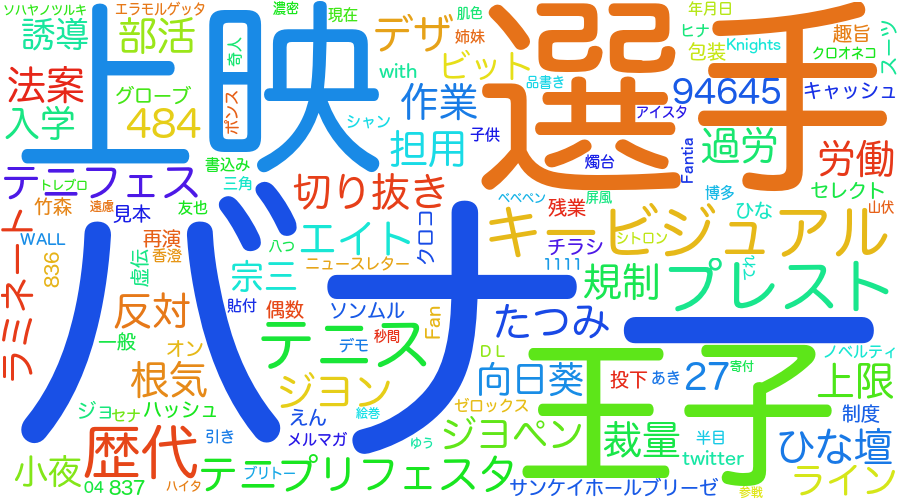 ソハヤノツルキ
エラモルゲッタ
濃密
現在
肌色
年月日
誘導
部活
奇人
上映
デザ
姉妹
選手
ヒナ
趣旨
スーツ
ビット
包装
Knights
クロオネコ
法案
グローブ
ポンス
with
品書き
作業
94645
キャッシュ
入学
484
シャン
アイスタ
担用
子供
Fantia
過労
労働
テニフェス
書込み
燭台
トレブロ
三角
切り抜き
ペペペン
屏風
博多
セレクト
竹森
遠慮
見本
友也
残業
ひな
山伏
ラミネート
WALL
再演
八つ
エイト
クロコ
キービジュアル
チラシ
シトロン
836
虚伝
香澄
宗三
ニュースレター
1111
てれ
反対
貼付
偶数
ソンムル
Fan
規制
プレスト
一般
テニス
デモ
秒間
たつみ
バナー
オン
根気
ジヨン
DL
向日葵
投下
あき
27
寄付
ノベルティ
上限
王子
ジョ
セナ
ハッシュ
えん
絵巻
ゼロックス
制度
歴代
引き
メルマガ
ゆう
ジヨペン
裁量
半目
ひな壇
twitter
小夜
04
837
ハイタ
テニプリフェスタ
ブリトー
サンケイホールブリーゼ
参戦
ライン